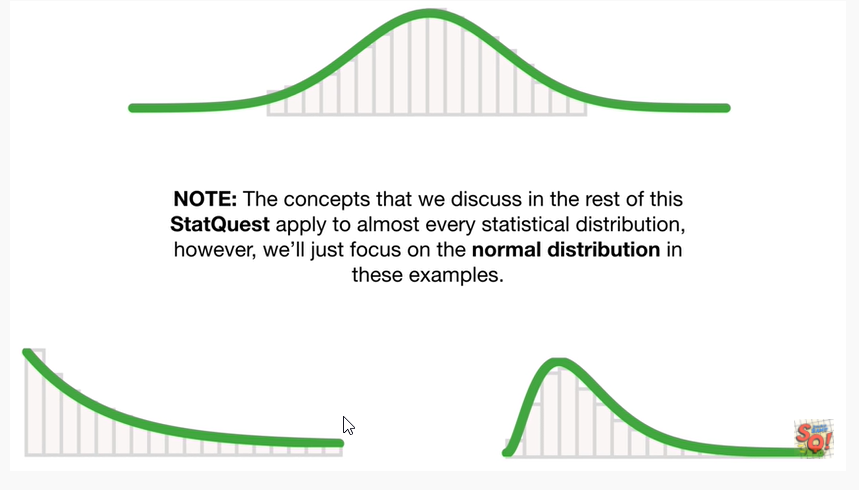 NOTE: The concepts that we discuss in the rest of this
StatQuest apply to almost every statistical distribution,
however, we'll just focus on the normal distribution in
these examples.
SQ!